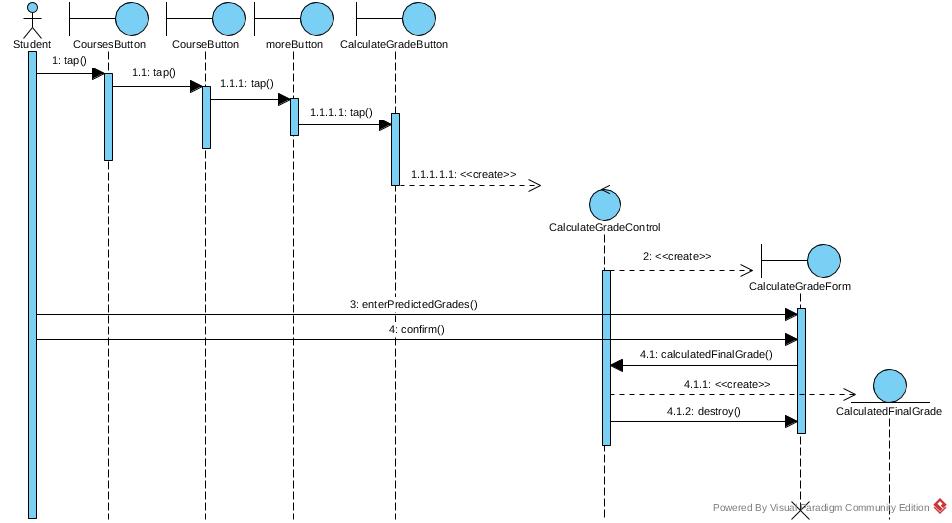 Student
CoursesButton
CourseButton
moreButton
CalculateGradeButton
1: tap()
1.1: tap()
1.1.1: tap()
1.1.1.1: tap()
1.1.1.1.1: <<create>>
CalculateGradeControl
2: <<create>>
CalculateGradeForm
3: enterPredictedGrades()
4: confirm()
4.1: calculatedFinalGrade()
4.1.1: <<create>>
4.1.2: destroy()
CalculatedFinalGrade
Powered By Visual Paradigm Community Edition